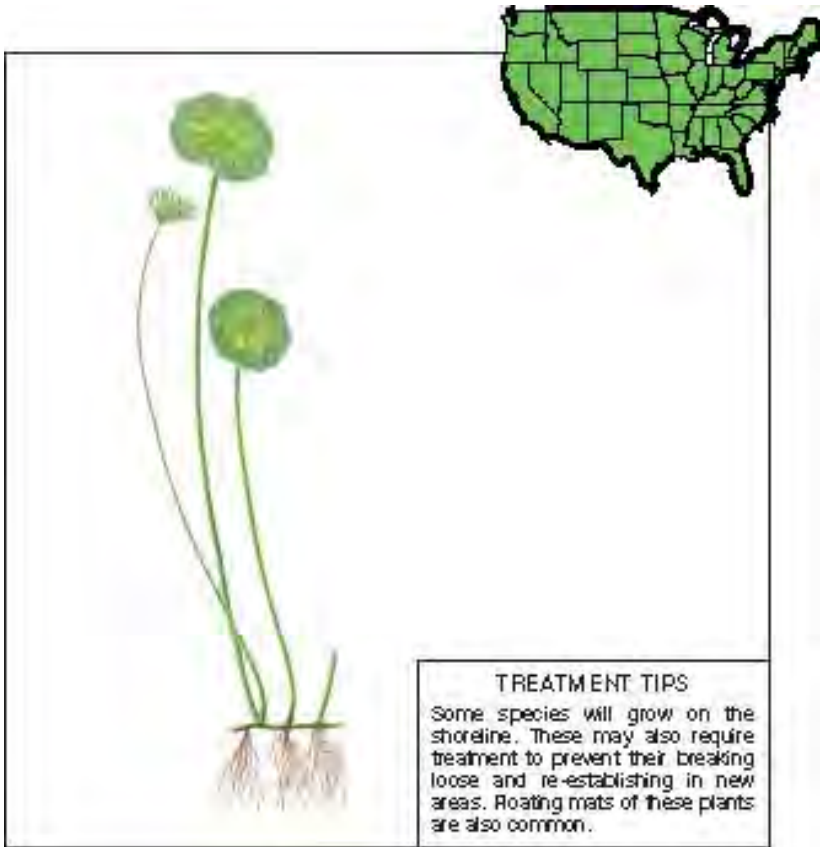 TREATMENT TIPS
Some species will grow on the
shoreline. These may also require
treatment to prevent their breaking
loose and re-establishing in new
areas. Floating mats of these plants
are also common.